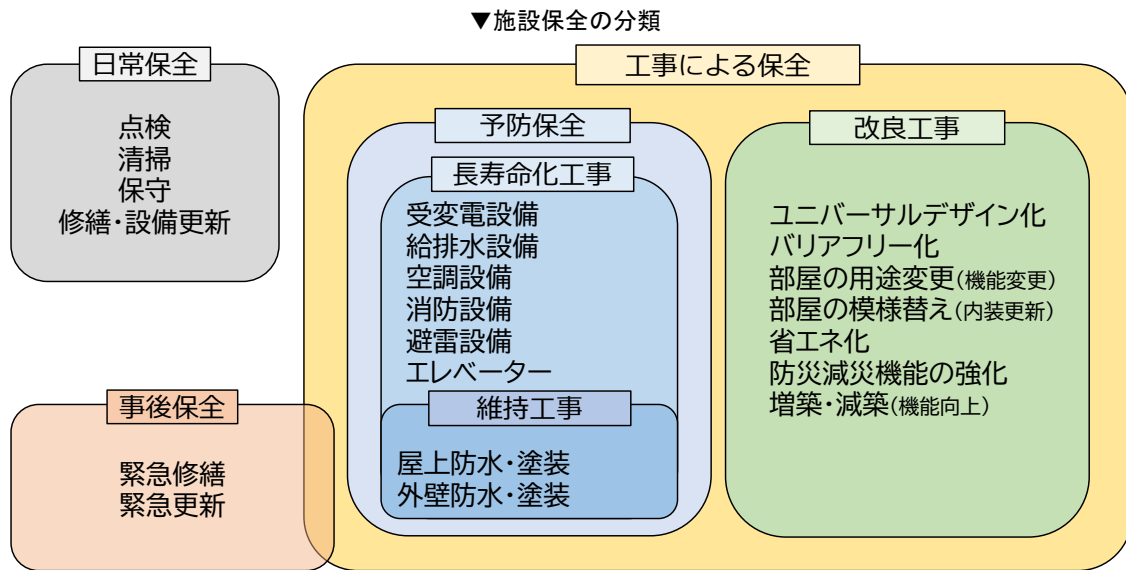 ▼施設保全の分類
日常保全
点検
清掃
保守
修繕・設備更新
事後保全
緊急修繕
緊急更新
工事による保全
予防保全
長寿命化工事
受変電設備
給排水設備
空調設備
消防設備
避雷設備
エレベーター
維持工事
屋上防水・塗装
外壁防水・塗装
改良工事
ユニバーサルデザイン化
バリアフリー化
部屋の用途変更(機能変更)
部屋の模様替え(内装更新)
省エネ化
防災減災機能の強化
増築・減築(機能向上)